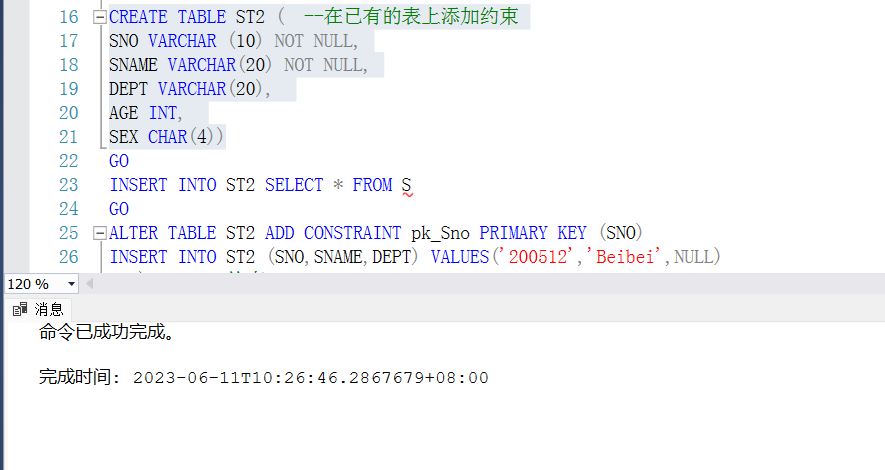 16 CREATE TABLE ST2 ( --在已有的表上添加约束
17 SNO VARCHAR (10) NOT NULL,
18 SNAME VARCHAR(20) NOT NULL,
19 DEPT VARCHAR(20),
20 AGE INT,
21 SEX CHAR(4))
22 GO
23 INSERT INTO ST2 SELECT * FROM S
24 GO
25 ALTER TABLE ST2 ADD CONSTRAINT pk_Sno PRIMARY KEY (SNO)
26 INSERT INTO ST2 (SNO,SNAME,DEPT) VALUES('200512','Beibei',NULL)
120 %
消息
命令已成功完成。
完成时间: 2023-06-11T10:26:46.2867679+08:00